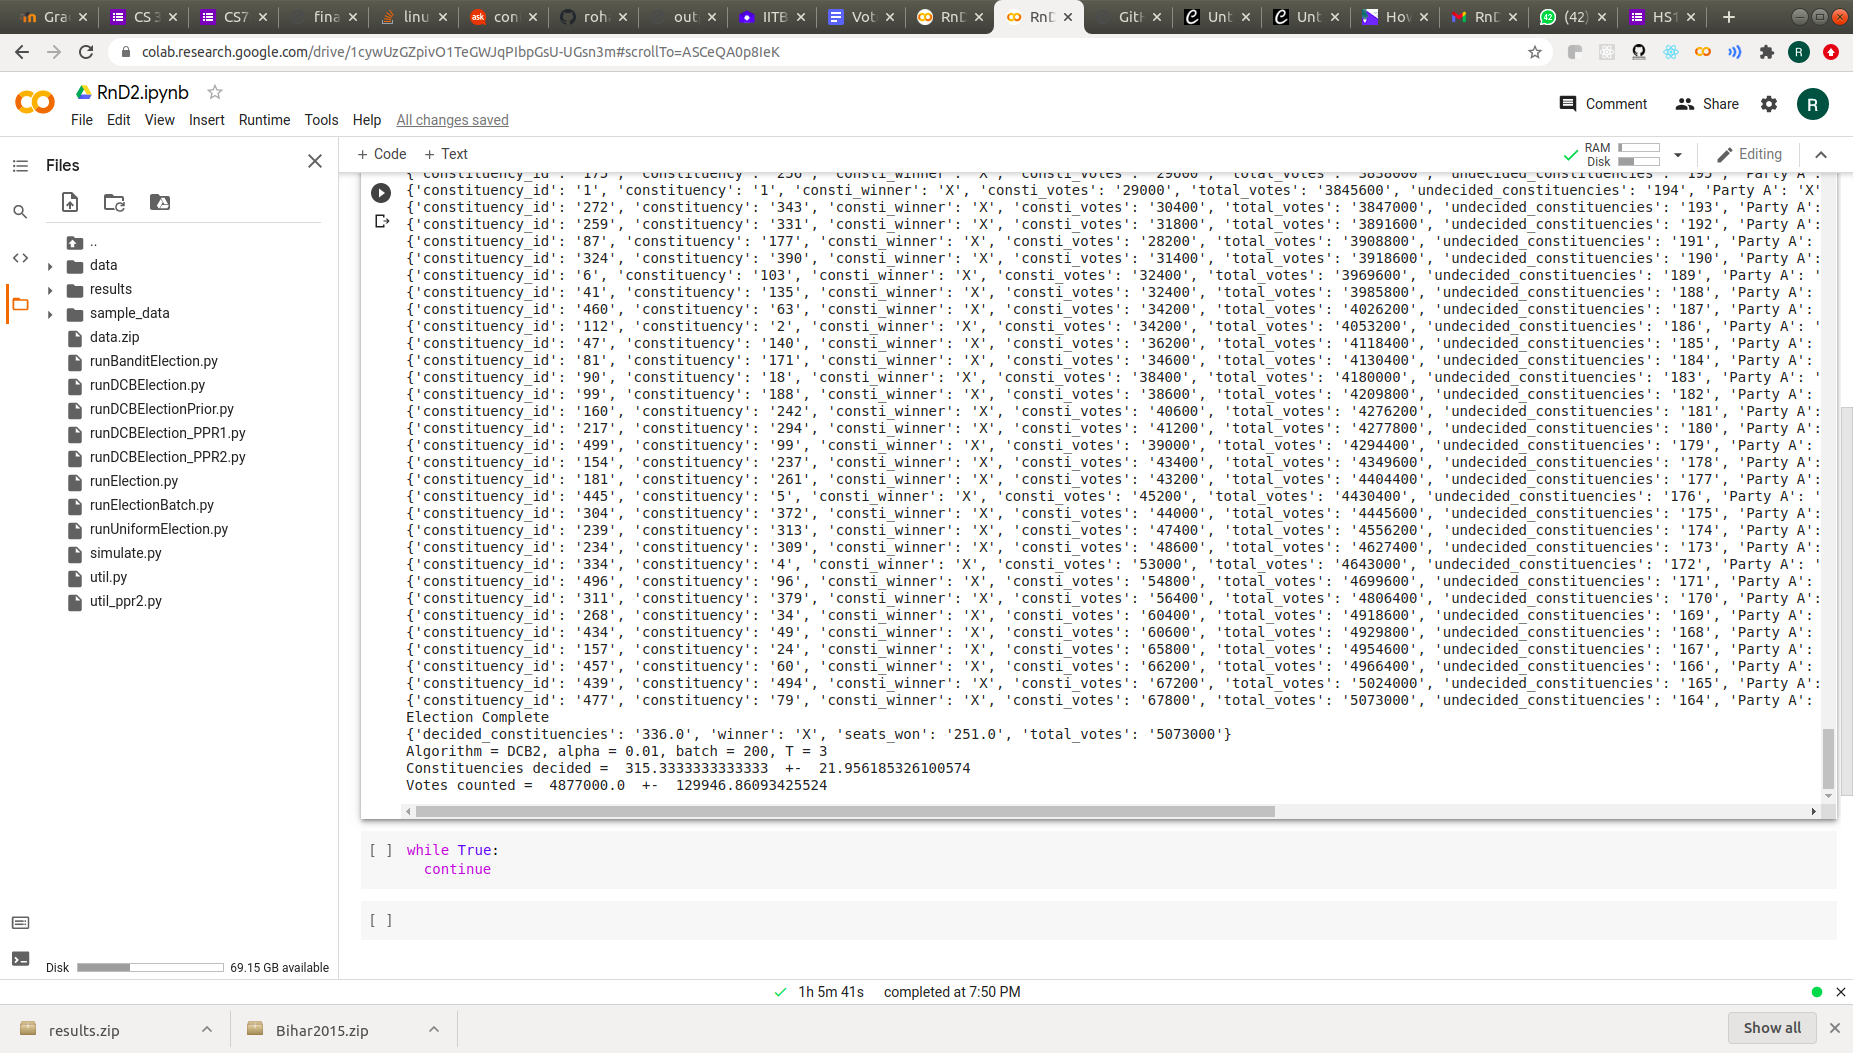 Gra
CS 3
CS7
fina
linu
con
roh
out
IITB
Vot
RnD
RnD
GitH
Unt
Unt
How
RnD
(42)
HS1
colab.research.google.com/drive/1cywUzGZpivO1TeGWJqPIbpGsU-UGsn3m#scrollTo=ASCeQA0p8IeK
RnD2.ipynb
Comment Share R
File Edit View Insert Runtime Tools Help All changes saved
Files
+ Code + Text
RAM
Disk
Editing
..
data
results
sample_data
data.zip
runBanditElection.py
runDCBElection.py
runDCBElectionPrior.py
runDCBElection_PPR1.py
runDCBElection_PPR2.py
runElection.py
runElectionBatch.py
runUniformElection.py
simulate.py
util.py
util_ppr2.py
Disk 69.15 GB available
{'constituency_id': '175', 'constituency': '256', 'consti_winner': 'X', 'consti_votes': '29600', 'total_votes': '3838000', 'undecided_constituencies': '195', 'Party A':
{'constituency_id': '1', 'constituency': '1', 'consti_winner': 'X', 'consti_votes': '29000', 'total_votes': '3845600', 'undecided_constituencies': '194', 'Party A': 'X'
{'constituency_id': '272', 'constituency': '343', 'consti_winner': 'X', 'consti_votes': '30400', 'total_votes': '3847000', 'undecided_constituencies': '193', 'Party A':
{'constituency_id': '259', 'constituency': '331', 'consti_winner': 'X', 'consti_votes': '31800', 'total_votes': '3891600', 'undecided_constituencies': '192', 'Party A':
{'constituency_id': '87', 'constituency': '177', 'consti_winner': 'X', 'consti_votes': '28200', 'total_votes': '3908800', 'undecided_constituencies': '191', 'Party A':
{'constituency_id': '324', 'constituency': '390', 'consti_winner': 'X', 'consti_votes': '31400', 'total_votes': '3918600', 'undecided_constituencies': '190', 'Party A':
{'constituency_id': '6', 'constituency': '103', 'consti_winner': 'X', 'consti_votes': '32400', 'total_votes': '3969600', 'undecided_constituencies': '189', 'Party A': '
{'constituency_id': '41', 'constituency': '135', 'consti_winner': 'X', 'consti_votes': '32400', 'total_votes': '3985800', 'undecided_constituencies': '188', 'Party A':
{'constituency_id': '460', 'constituency': '63', 'consti_winner': 'X', 'consti_votes': '34200', 'total_votes': '4026200', 'undecided_constituencies': '187', 'Party A':
{'constituency_id': '112', 'constituency': '2', 'consti_winner': 'X', 'consti_votes': '34200', 'total_votes': '4053200', 'undecided_constituencies': '186', 'Party A': '
{'constituency_id': '47', 'constituency': '140', 'consti_winner': 'X', 'consti_votes': '36200', 'total_votes': '4118400', 'undecided_constituencies': '185', 'Party A':
{'constituency_id': '81', 'constituency': '171', 'consti_winner': 'X', 'consti_votes': '34600', 'total_votes': '4130400', 'undecided_constituencies': '184', 'Party A':
{'constituency_id': '90', 'constituency': '18', 'consti_winner': 'X', 'consti_votes': '38400', 'total_votes': '4180000', 'undecided_constituencies': '183', 'Party A': '
{'constituency_id': '99', 'constituency': '188', 'consti_winner': 'X', 'consti_votes': '38600', 'total_votes': '4209800', 'undecided_constituencies': '182', 'Party A':
{'constituency_id': '160', 'constituency': '242', 'consti_winner': 'X', 'consti_votes': '40600', 'total_votes': '4276200', 'undecided_constituencies': '181', 'Party A':
{'constituency_id': '217', 'constituency': '294', 'consti_winner': 'X', 'consti_votes': '41200', 'total_votes': '4277800', 'undecided_constituencies': '180', 'Party A':
{'constituency_id': '499', 'constituency': '99', 'consti_winner': 'X', 'consti_votes': '39000', 'total_votes': '4294400', 'undecided_constituencies': '179', 'Party A':
{'constituency_id': '154', 'constituency': '237', 'consti_winner': 'X', 'consti_votes': '43400', 'total_votes': '4349600', 'undecided_constituencies': '178', 'Party A':
{'constituency_id': '181', 'constituency': '261', 'consti_winner': 'X', 'consti_votes': '43200', 'total_votes': '4404400', 'undecided_constituencies': '177', 'Party A':
{'constituency_id': '445', 'constituency': '5', 'consti_winner': 'X', 'consti_votes': '45200', 'total_votes': '4430400', 'undecided_constituencies': '176', 'Party A': '
{'constituency_id': '304', 'constituency': '372', 'consti_winner': 'X', 'consti_votes': '44000', 'total_votes': '4445600', 'undecided_constituencies': '175', 'Party A':
{'constituency_id': '239', 'constituency': '313', 'consti_winner': 'X', 'consti_votes': '47400', 'total_votes': '4556200', 'undecided_constituencies': '174', 'Party A':
{'constituency_id': '234', 'constituency': '309', 'consti_winner': 'X', 'consti_votes': '48600', 'total_votes': '4627400', 'undecided_constituencies': '173', 'Party A':
{'constituency_id': '334', 'constituency': '4', 'consti_winner': 'X', 'consti_votes': '53000', 'total_votes': '4643000', 'undecided_constituencies': '172', 'Party A': '
{'constituency_id': '496', 'constituency': '96', 'consti_winner': 'X', 'consti_votes': '54800', 'total_votes': '4699600', 'undecided_constituencies': '171', 'Party A':
{'constituency_id': '311', 'constituency': '379', 'consti_winner': 'X', 'consti_votes': '56400', 'total_votes': '4806400', 'undecided_constituencies': '170', 'Party A':
{'constituency_id': '268', 'constituency': '34', 'consti_winner': 'X', 'consti_votes': '60400', 'total_votes': '4918600', 'undecided_constituencies': '169', 'Party A':
{'constituency_id': '434', 'constituency': '49', 'consti_winner': 'X', 'consti_votes': '60600', 'total_votes': '4929800', 'undecided_constituencies': '168', 'Party A':
{'constituency_id': '157', 'constituency': '24', 'consti_winner': 'X', 'consti_votes': '65800', 'total_votes': '4954600', 'undecided_constituencies': '167', 'Party A':
{'constituency_id': '457', 'constituency': '60', 'consti_winner': 'X', 'consti_votes': '66200', 'total_votes': '4966400', 'undecided_constituencies': '166', 'Party A':
{'constituency_id': '439', 'constituency': '494', 'consti_winner': 'X', 'consti_votes': '67200', 'total_votes': '5024000', 'undecided_constituencies': '165', 'Party A':
{'constituency_id': '477', 'constituency': '79', 'consti_winner': 'X', 'consti_votes': '67800', 'total_votes': '5073000', 'undecided_constituencies': '164', 'Party A':
Election Complete
{'decided_constituencies': '336.0', 'winner': 'X', 'seats_won': '251.0', 'total_votes': '5073000'}
Algorithm = DCB2, alpha = 0.01, batch = 200, T = 3
Constituencies decided = 315.3333333333333 +- 21.956185326100574
Votes counted = 4877000.0 +- 129946.86093425524
[ ] while True:
continue
[ ]
1h 5m 41s completed at 7:50 PM
results.zip
Bihar2015.zip
Show all